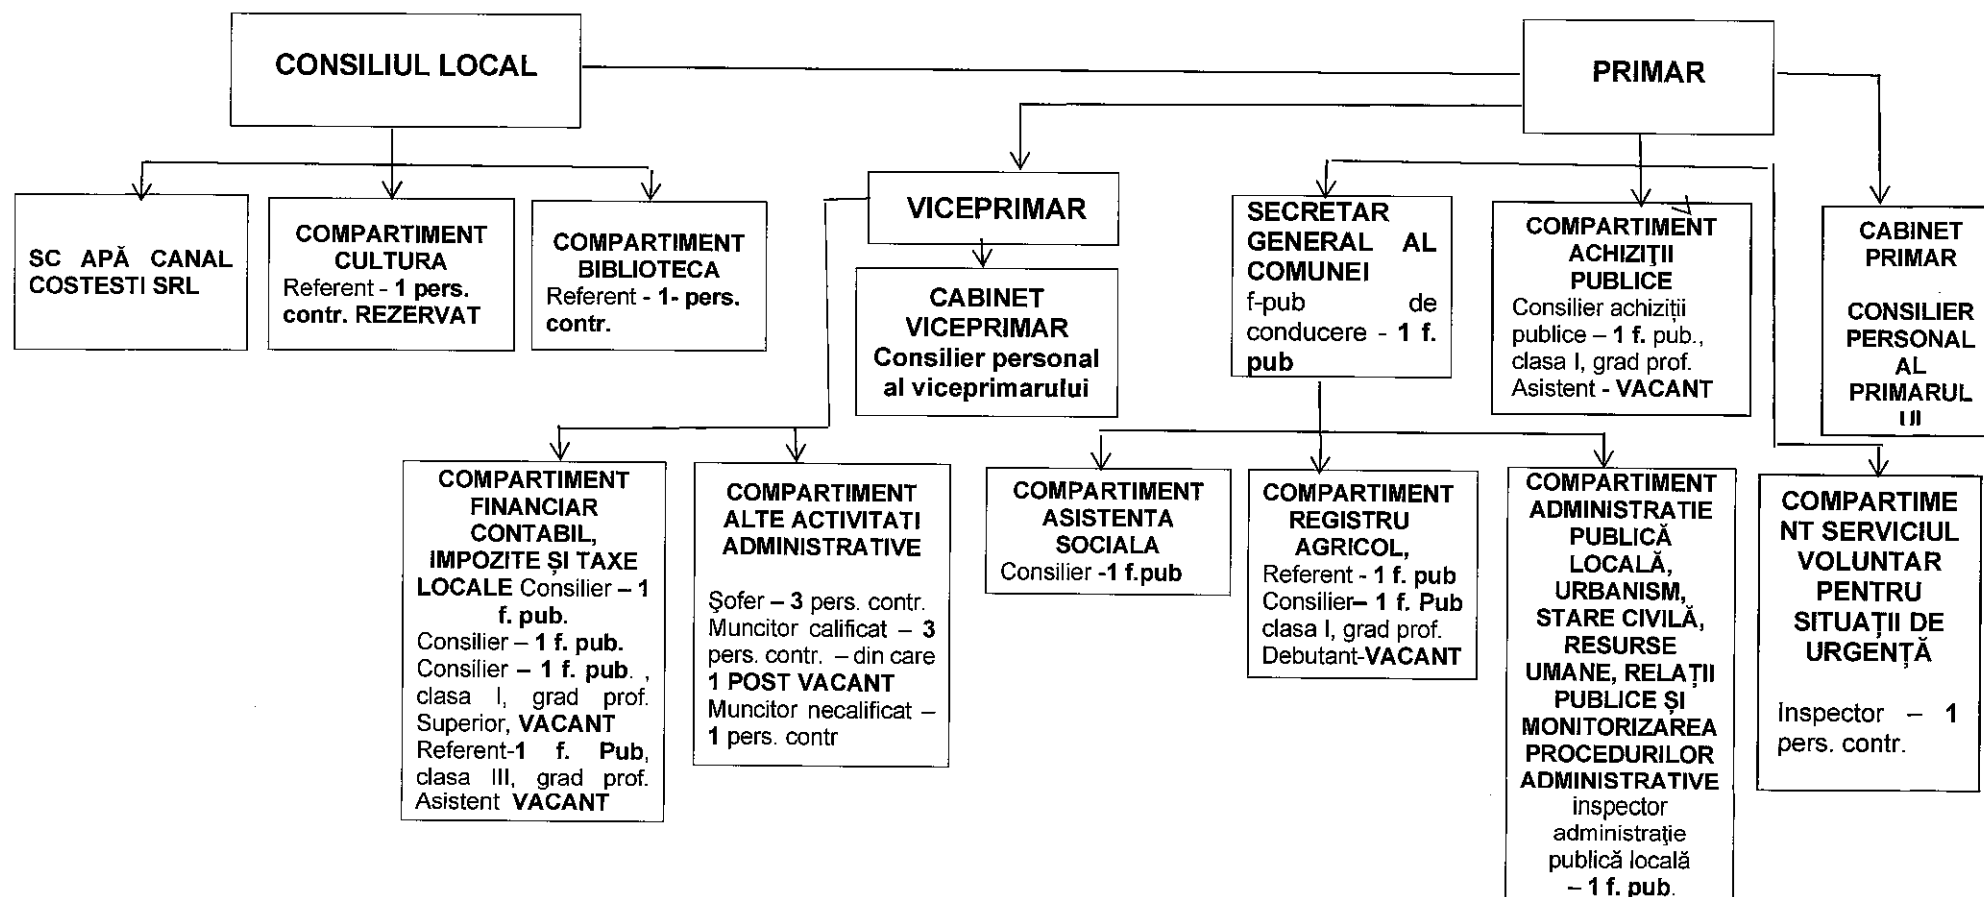 CONSILIUL LOCAL
PRIMAR
SC APĂ CANAL
COSTESTI SRL
COMPARTIMENT
CULTURA
Referent - 1 pers.
contr. REZERVAT
COMPARTIMENT
BIBLIOTECA
Referent - 1- pers.
contr.
VICEPRIMAR
CABINET
VICEPRIMAR
Consilier personal
al viceprimarului
SECRETAR
GENERAL AL
COMUNEI
f-pub de
conducere - 1 f.
pub
COMPARTIMENT
ACHIZIȚII
PUBLICE
Consilier achiziții
publice – 1 f. pub.,
clasa I, grad prof.
Asistent - VACANT
CABINET
PRIMAR
CONSILIER
PERSONAL
AL
PRIMARUL
UI
COMPARTIMENT
FINANCIAR
CONTABIL,
IMPOZITE ȘI TAXE
LOCALE Consilier – 1
f. pub.
Consilier – 1 f. pub.
Consilier – 1 f. pub. ,
clasa I, grad prof.
Superior, VACANT
Referent-1 f. Pub,
clasa III, grad prof.
Asistent VACANT
COMPARTIMENT
ALTE ACTIVITATI
ADMINISTRATIVE
Șofer – 3 pers. contr.
Muncitor calificat – 3
pers. contr. – din care
1 POST VACANT
Muncitor necalificat –
1 pers. contr
COMPARTIMENT
ASISTENTA
SOCIALA
Consilier -1 f.pub
COMPARTIMENT
REGISTRU
AGRICOL,
Referent - 1 f. pub
Consilier– 1 f. Pub
clasa I, grad prof.
Debutant-VACANT
COMPARTIMENT
ADMINISTRATIE
PUBLICĂ
LOCALĂ,
URBANISM,
STARE CIVILĂ,
RESURSE
UMANE, RELAȚII
PUBLICE ȘI
MONITORIZAREA
PROCEDURILOR
ADMINISTRATIVE
inspector
administraţie
publică locală
– 1 f. pub.
COMPARTIME
NT SERVICIUL
VOLUNTAR
PENTRU
SITUAȚII DE
URGENȚĂ
Inspector – 1
pers. contr.